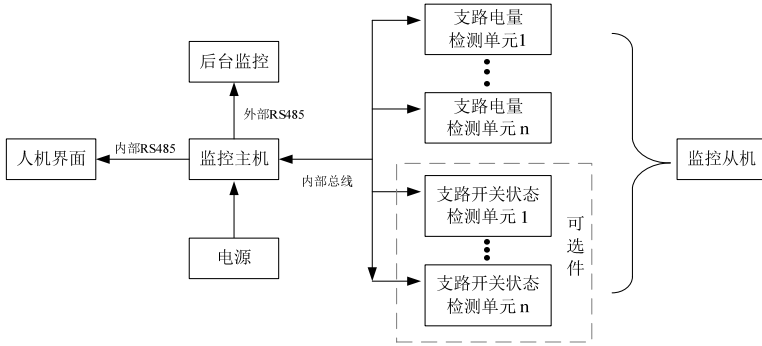 支路电量
检测单元1
后台监控
外部RS485
支路电量
检测单元 n
人机界面
内部RS485
监控主机
内部总线
监控从机
支路开关状态
检测单元 1
可选件
电源
支路开关状态
检测单元 n